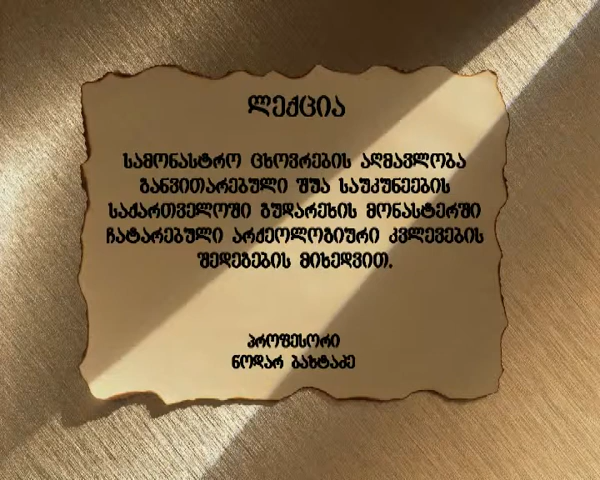 ლექცია
სამონასტრო ცხოვრების აღმავლობა
განვითარებული შუა საუკუნეების
საქართველოში გუდარეხის მონასტერში
ჩატარებული არქეოლოგიური კვლევების
შედეგების მიხედვით.
პროფესორი
ნოდარ ბახტაძე